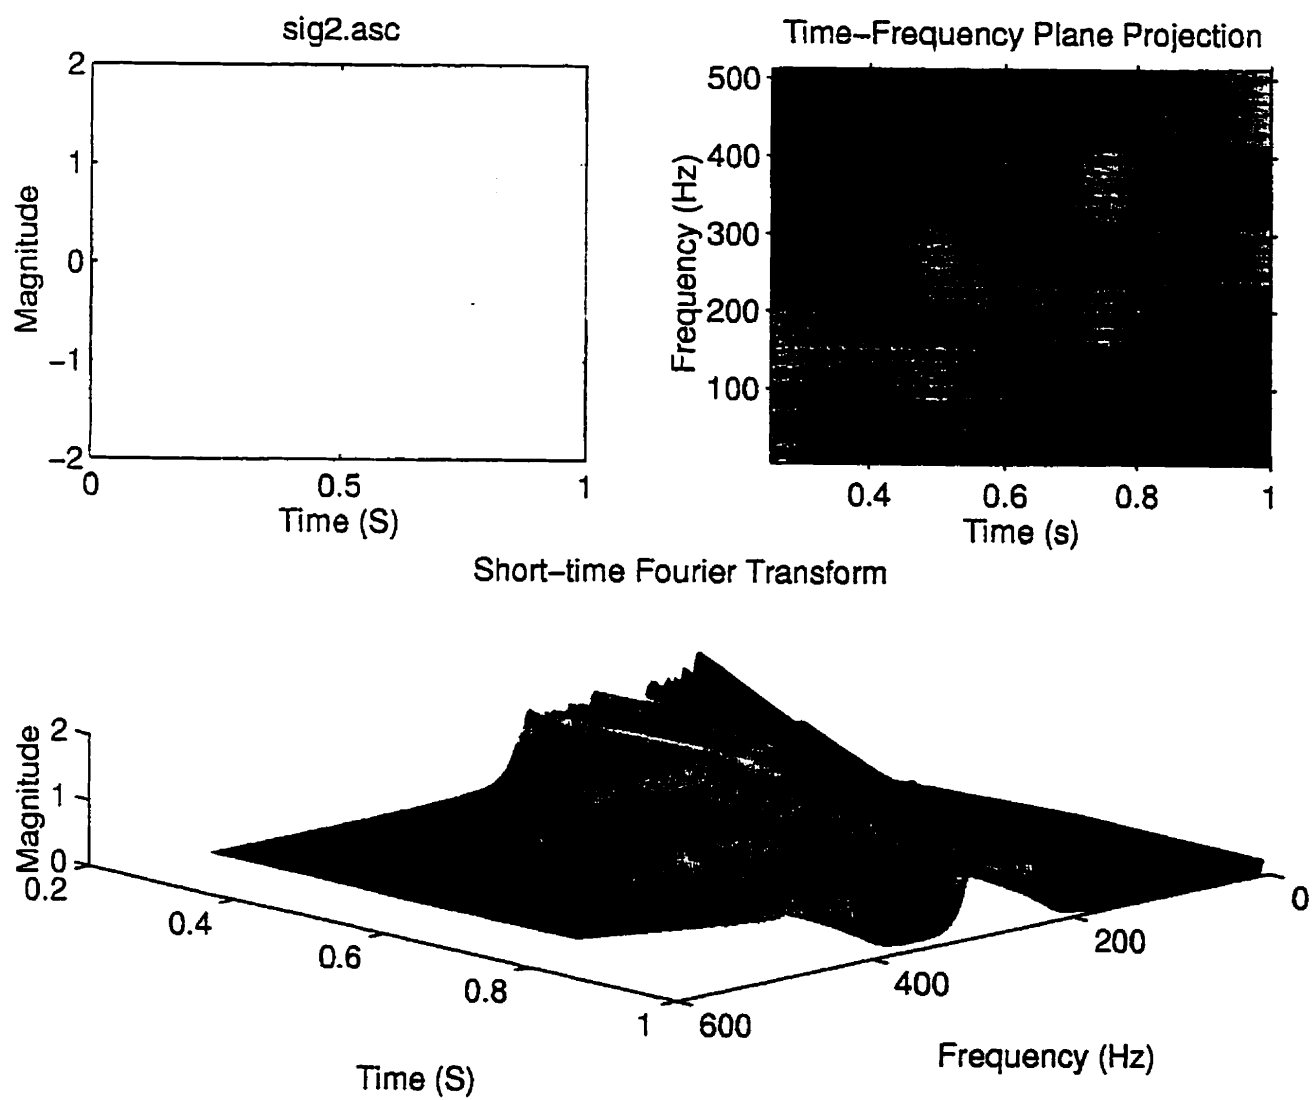 sig2.asc
2
1
0
−1
−2
Magnitude
0
0.5
1
Time (S)
Time−Frequency Plane Projection
500
400
300
200
100
Frequency (Hz)
0.4
0.6
0.8
1
Time (s)
Short−time Fourier Transform
2
1
0
Magnitude
0.2
0.4
0.6
0.8
1
Time (S)
600
400
200
0
Frequency (Hz)